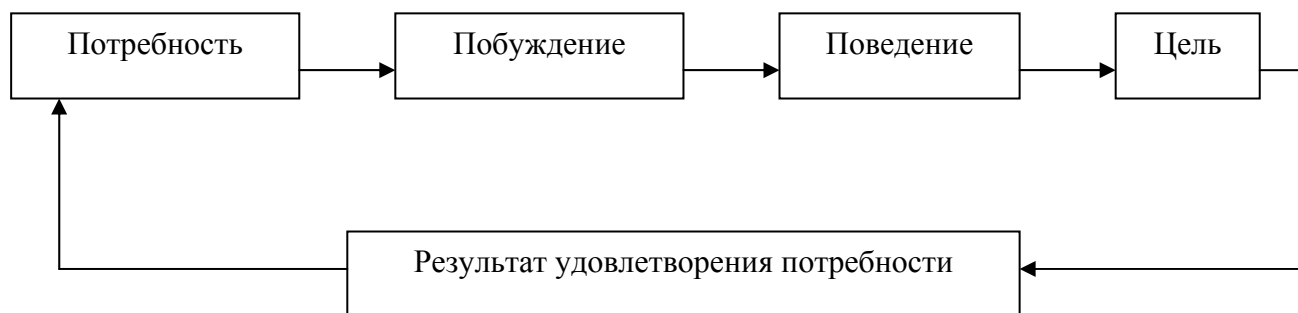 Потребность
Побуждение
Поведение
Цель
Результат удовлетворения потребности